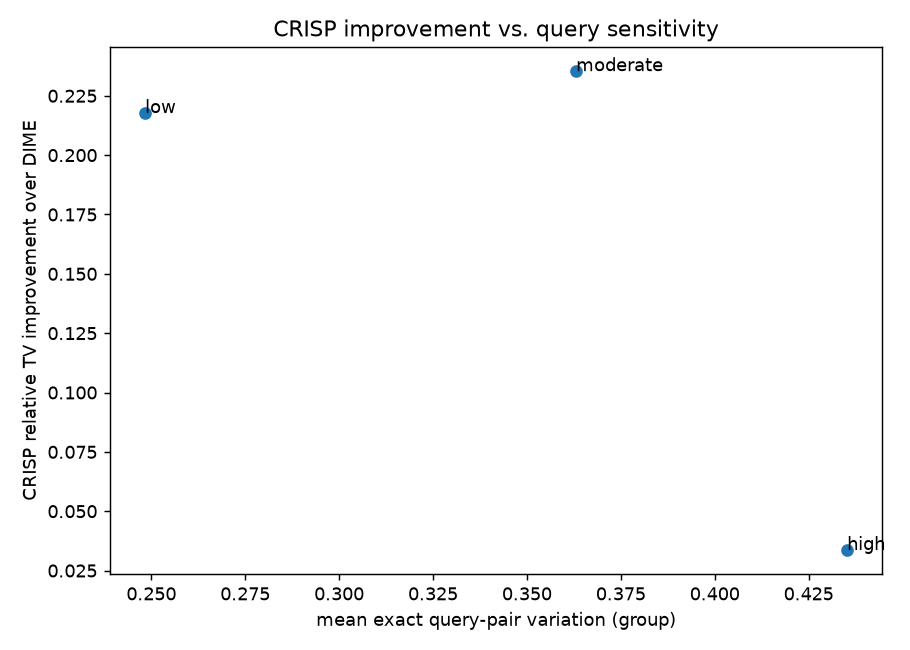 CRISP improvement vs. query sensitivity
CRISP relative TV improvement over DIME
0.225
0.200
0.175
0.150
0.125
0.100
0.075
0.050
0.025
low
moderate
high
0.250 0.275 0.300 0.325 0.350 0.375 0.400 0.425
mean exact query-pair variation (group)